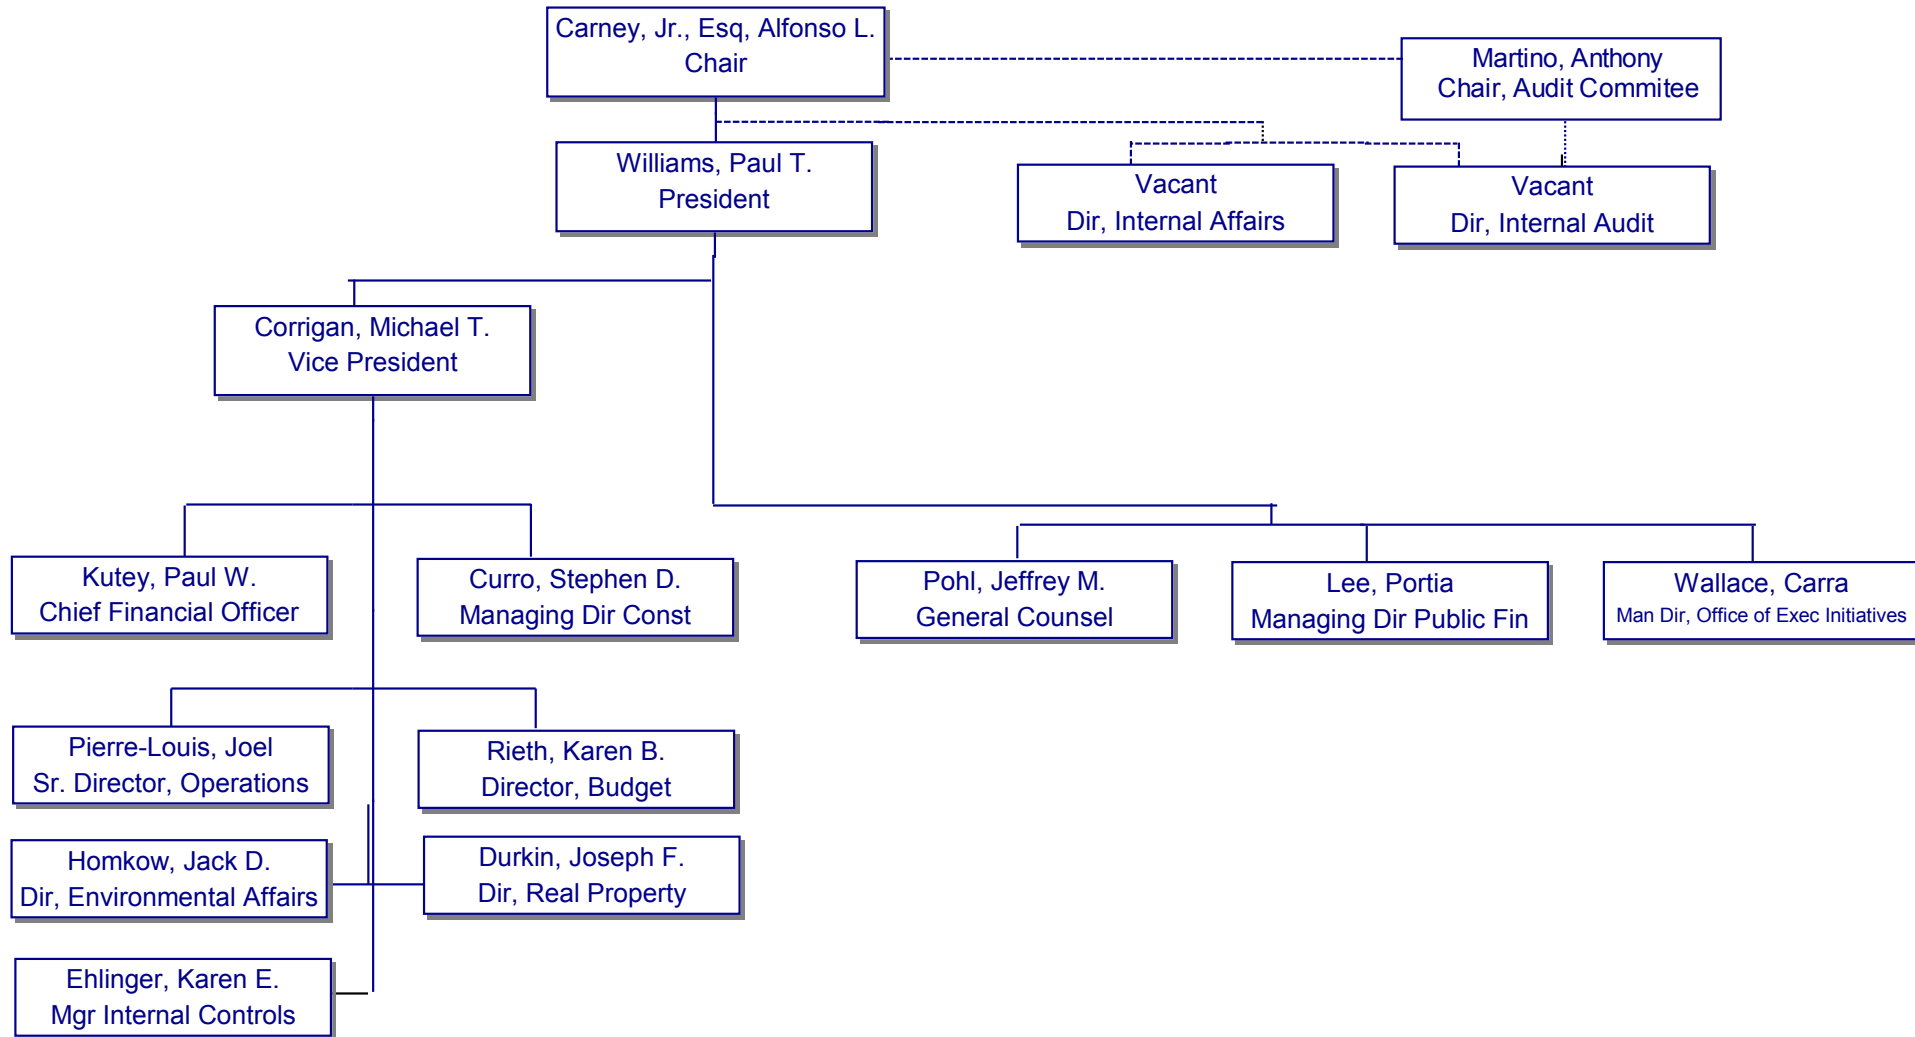 Carney, Jr., Esq, Alfonso L.
Chair
Martino, Anthony
Chair, Audit Commitee
Williams, Paul T.
President
Vacant
Dir, Internal Affairs
Vacant
Dir, Internal Audit
Corrigan, Michael T.
Vice President
Kutey, Paul W.
Chief Financial Officer
Curro, Stephen D.
Managing Dir Const
Pohl, Jeffrey M.
General Counsel
Lee, Portia
Managing Dir Public Fin
Wallace, Carra
Man Dir, Office of Exec Initiatives
Pierre-Louis, Joel
Sr. Director, Operations
Rieth, Karen B.
Director, Budget
Homkow, Jack D.
Dir, Environmental Affairs
Durkin, Joseph F.
Dir, Real Property
Ehlinger, Karen E.
Mgr Internal Controls